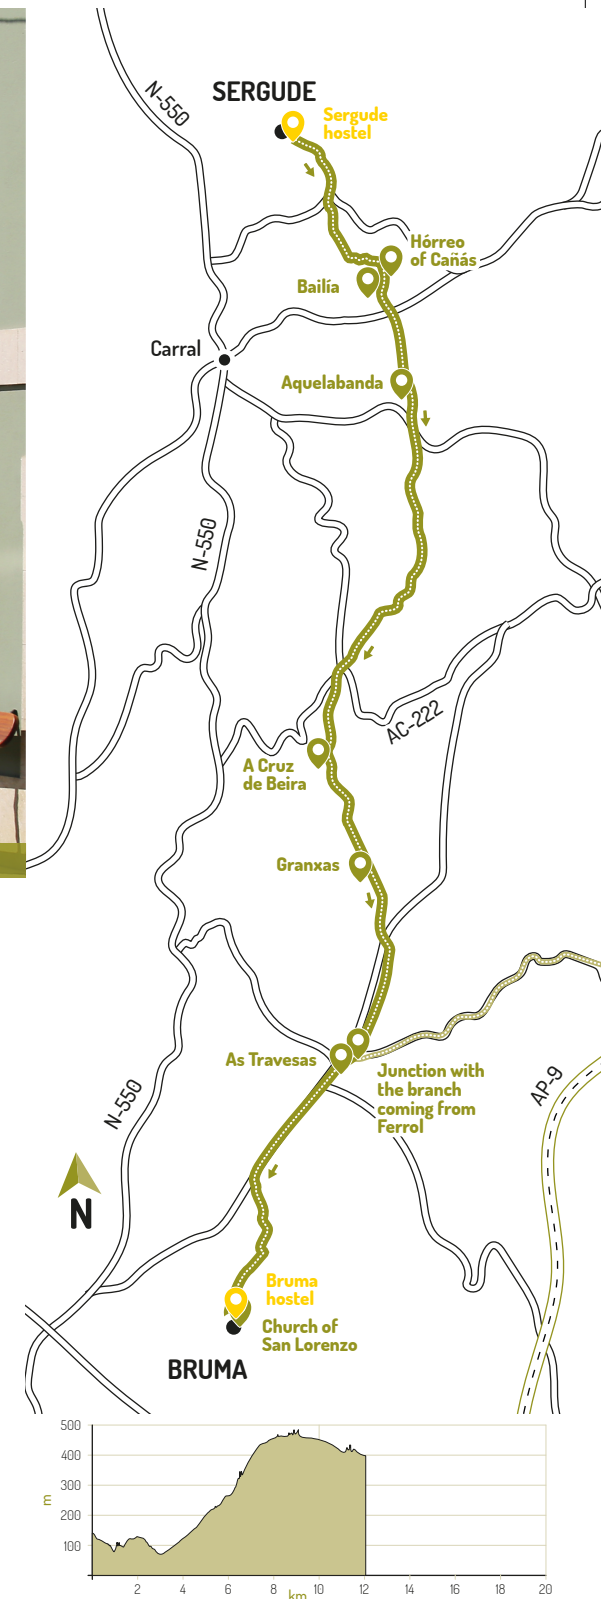 N-550
SERGUDE
Sergude
hostel
Hórreo
of Cañás
Bailía
Carral
Aquelabanda
N-550
AC-222
A Cruz
de Beira
Granxas
As Travesas
Junction with
the branch
coming from
Ferrol
AP-9
N-550
N
Bruma
hostel
Church of
San Lorenzo
BRUMA
500
400
300
200
100
m
2 4 6 8 10 12 14 16 18 20
km